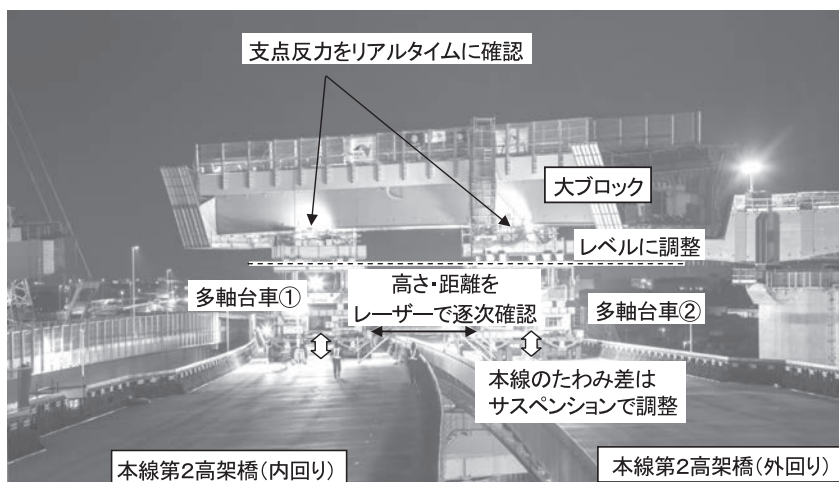 支点反力をリアルタイムに確認
大ブロック
レベルに調整
高さ・距離を
レーザーで逐次確認
多軸台車①
多軸台車②
本線のたわみ差は
サスペンションで調整
本線第2高架橋(内回り)
本線第2高架橋(外回り)